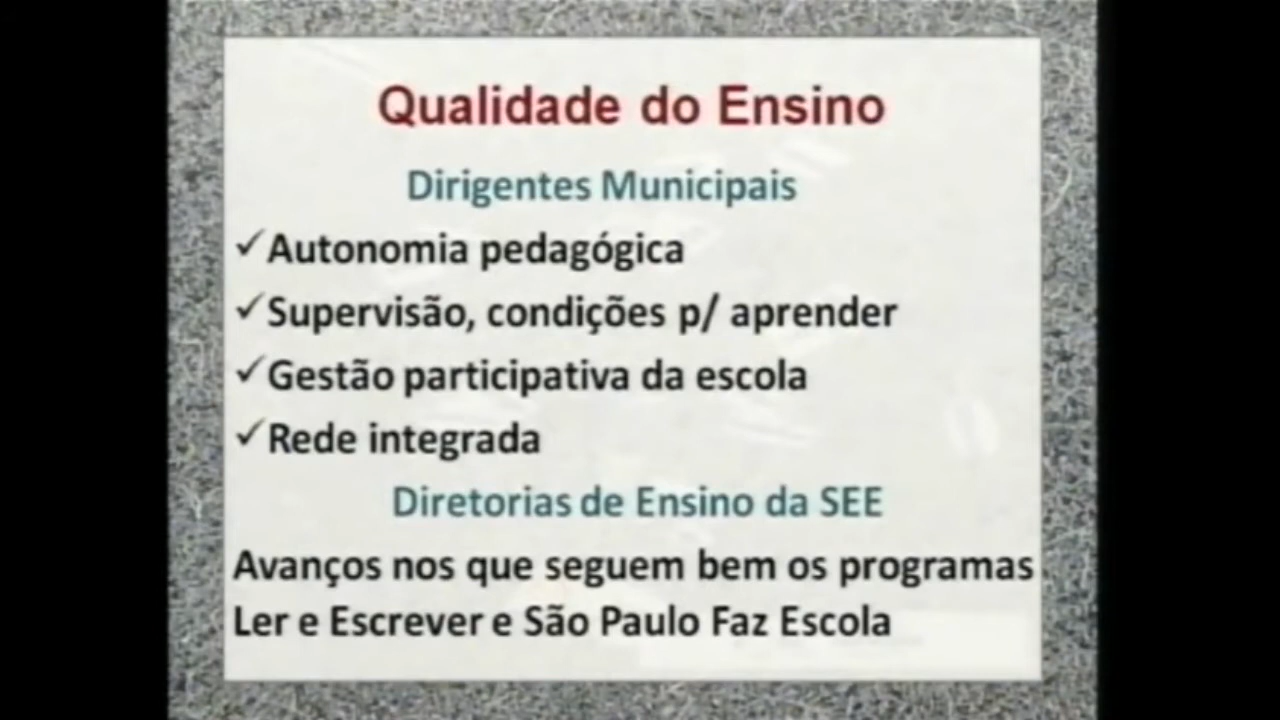 Qualidade do Ensino
Dirigentes Municipais
✓Autonomia pedagógica
✓Supervisão, condições p/ aprender
✓Gestão participativa da escola
✓Rede integrada
Diretorias de Ensino da SEE
Avanços nos que seguem bem os programas
Ler e Escrever e São Paulo Faz Escola